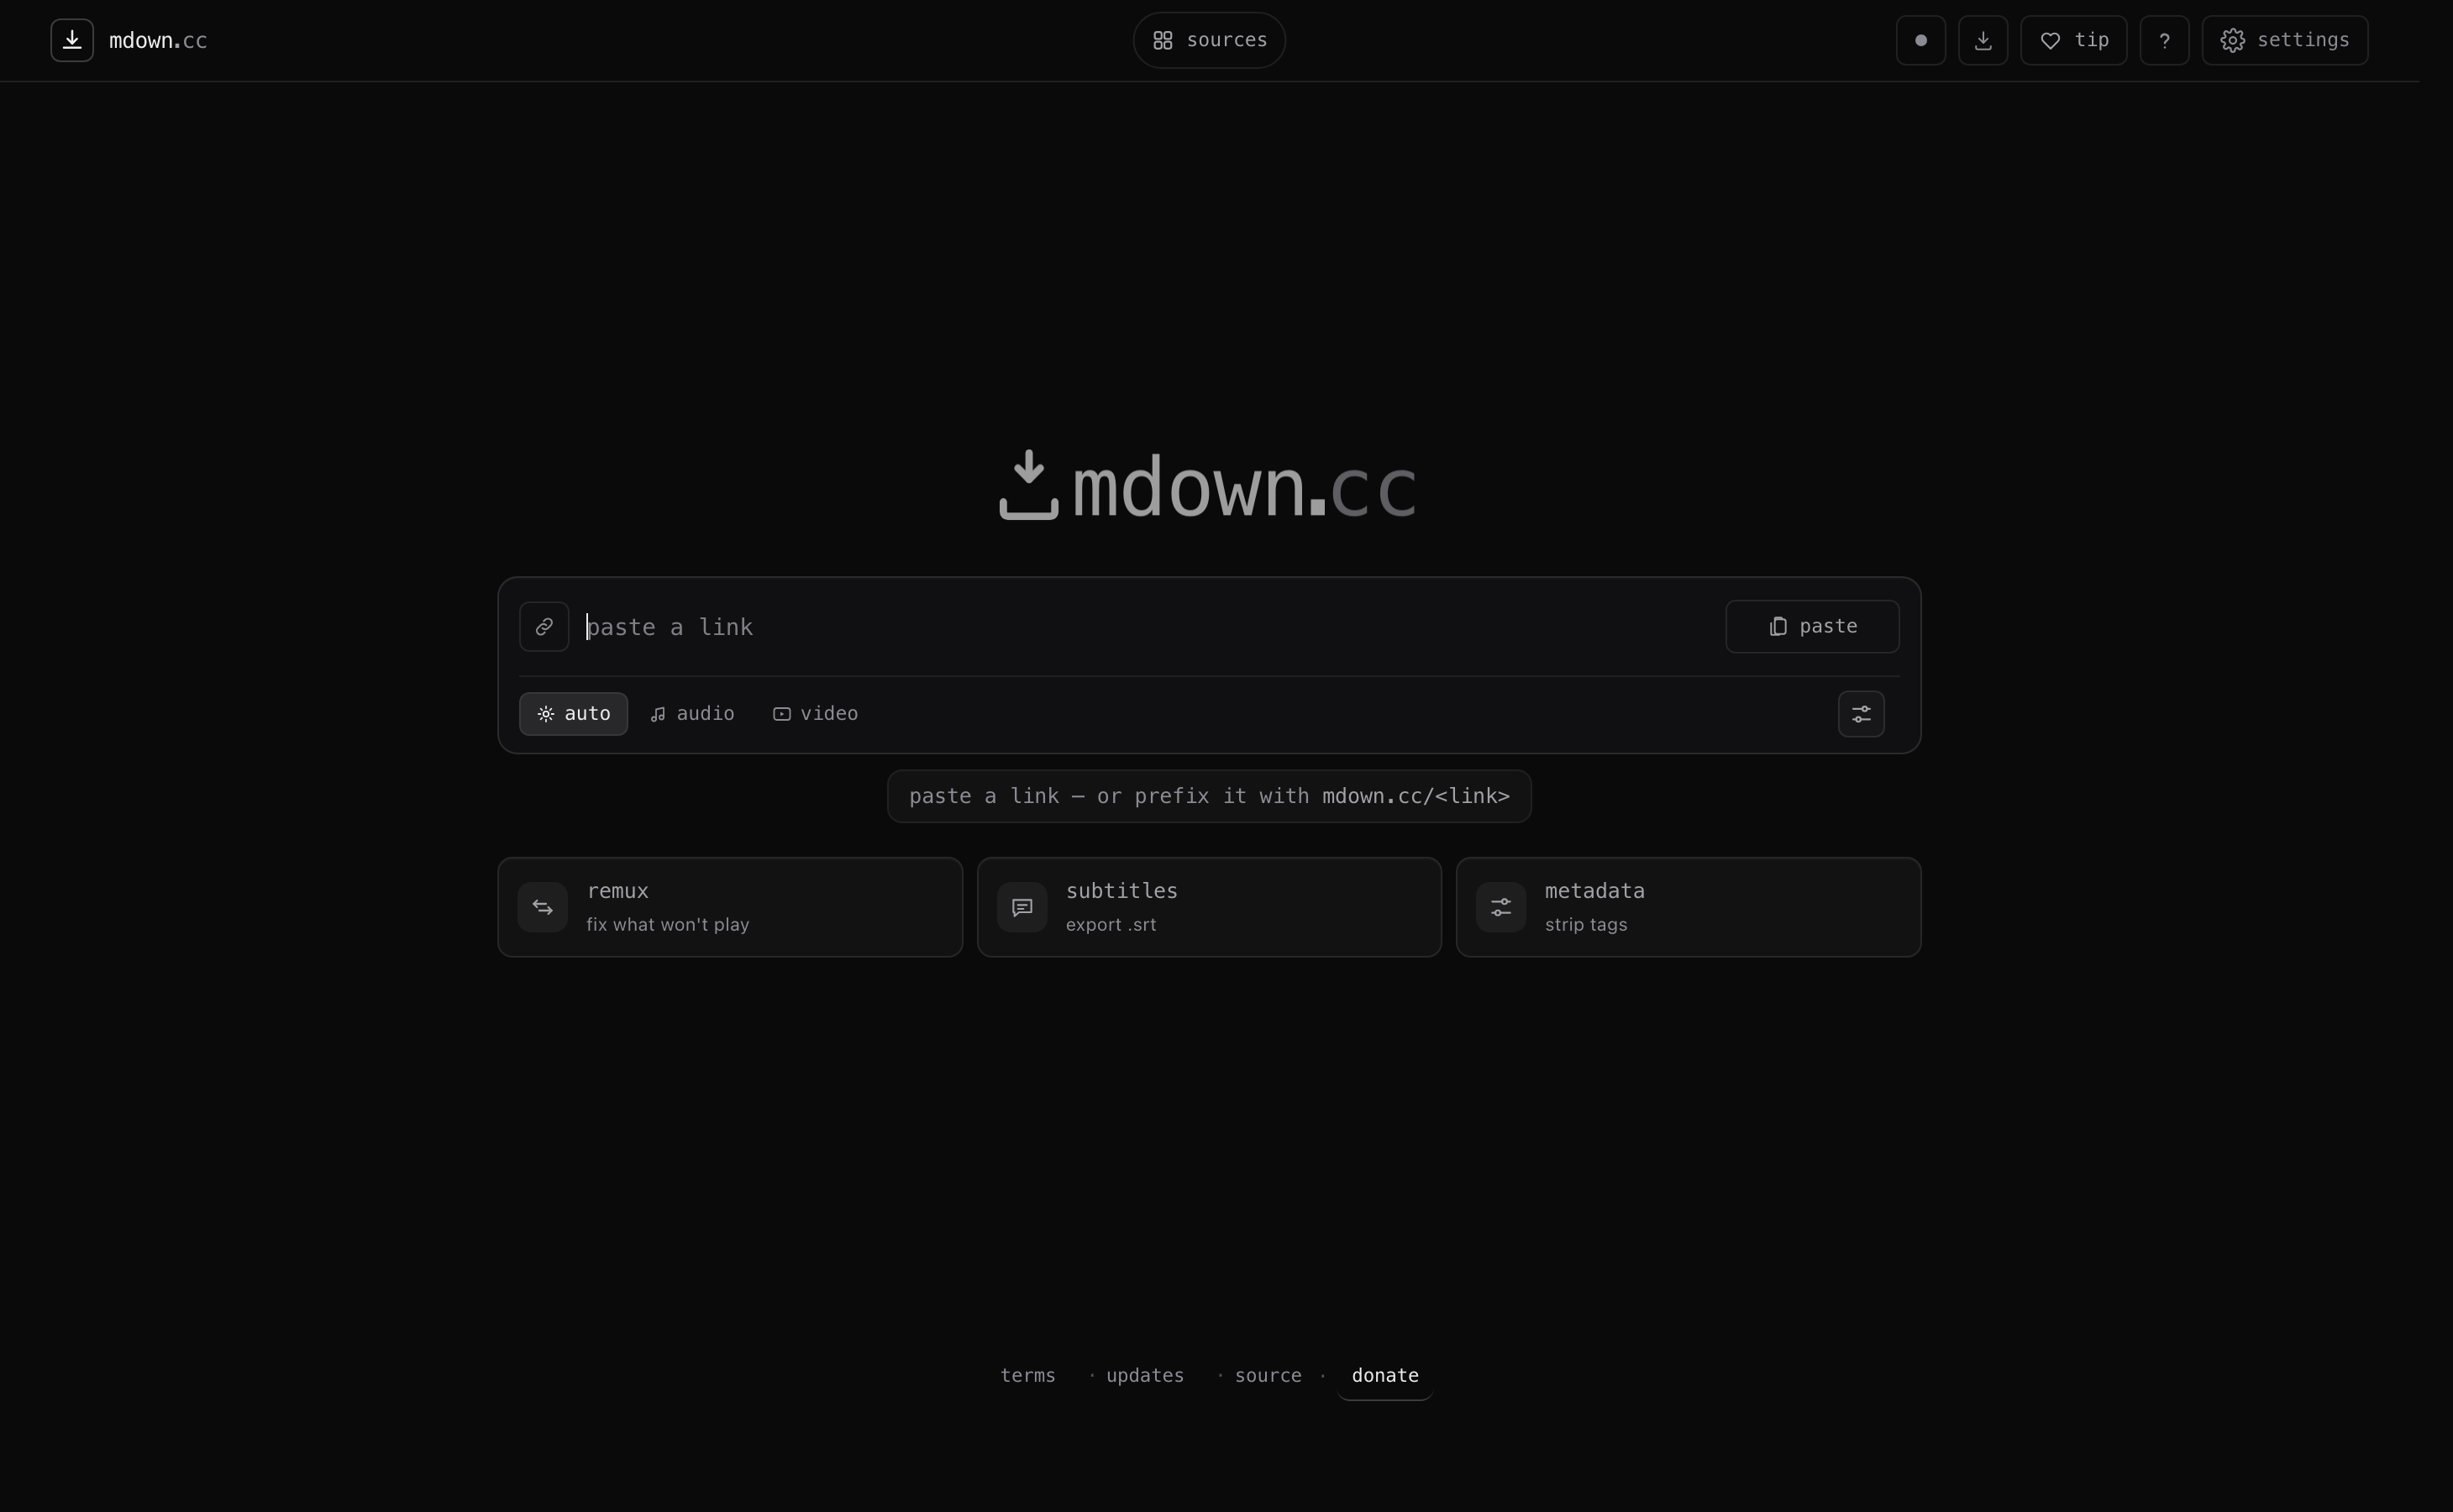 mdown.cc
sources
tip
?
settings
mdown.cc
paste a link
paste
auto
audio
video
paste a link — or prefix it with mdown.cc/<link>
remux
fix what won't play
subtitles
export .srt
metadata
strip tags
terms · updates · source · donate